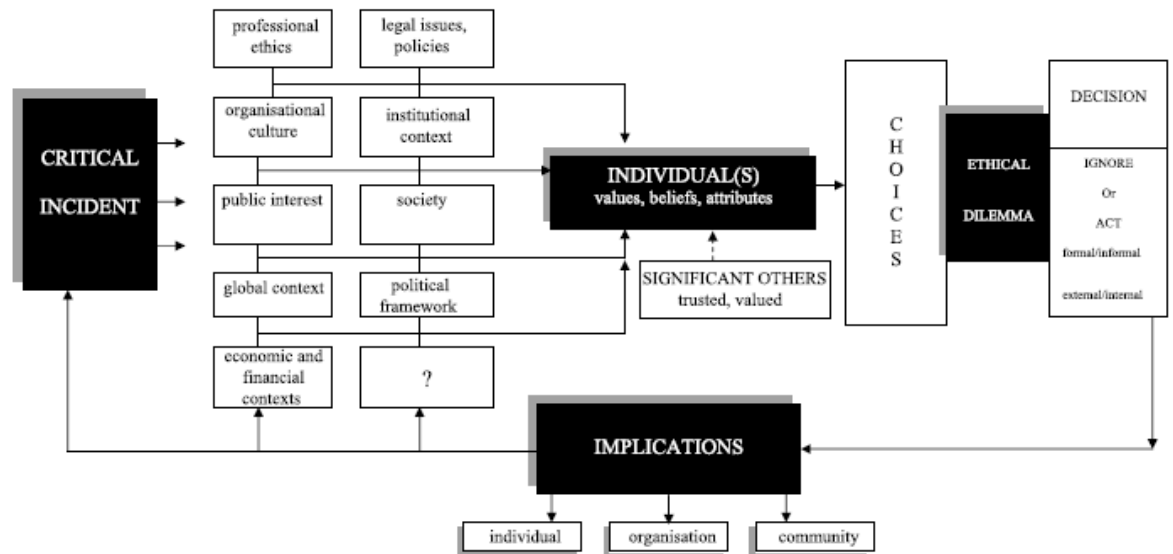 CRITICAL
INCIDENT
professional
ethics
legal issues,
policies
organisational
culture
institutional
context
public interest
society
global context
political
framework
economic and
financial
contexts
?
INDIVIDUAL(S)
values, beliefs, attributes
SIGNIFICANT OTHERS
trusted, valued
C
H
O
I
C
E
S
ETHICAL
DILEMMA
DECISION
IGNORE
Or
ACT
formal/informal
external/internal
IMPLICATIONS
individual
organisation
community